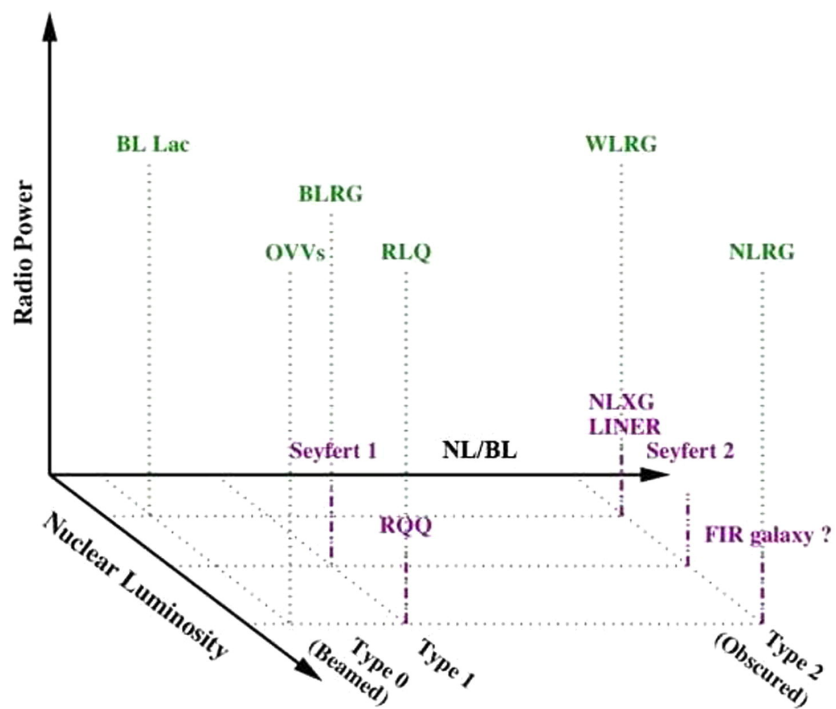 BL Lac
WLRG
BLRG
OVVs
RLQ
NLRG
Radio Power
NLXG
LINER
Seyfert 1
NL/BL
Seyfert 2
RQQ
FIR galaxy ?
Nuclear Luminosity
Type 0
(Beamed)
Type 1
Type 2
(Obscured)